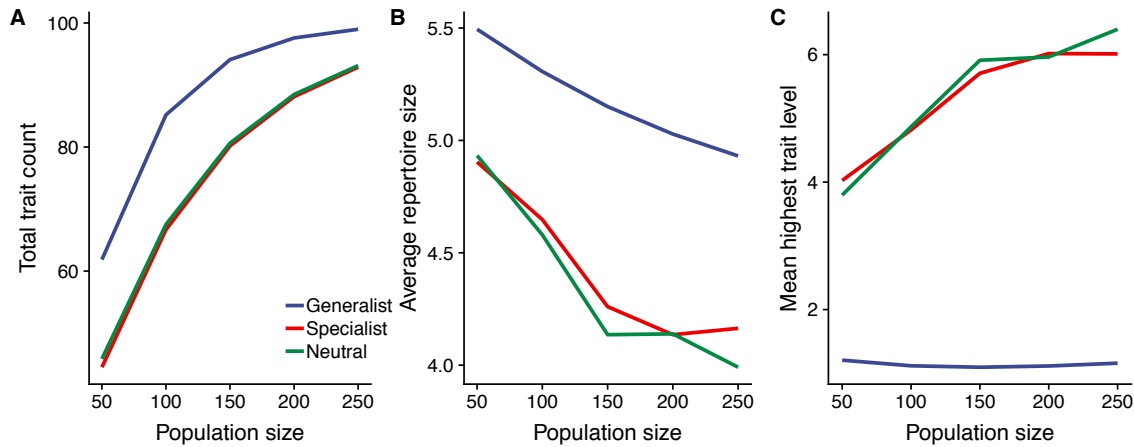 A
Total trait count
100
80
60
Generalist
Specialist
Neutral
50 100 150 200 250
Population size
B
Average repertoire size
5.5
5.0
4.5
4.0
50 100 150 200 250
Population size
C
Mean highest trait level
6
4
2
50 100 150 200 250
Population size